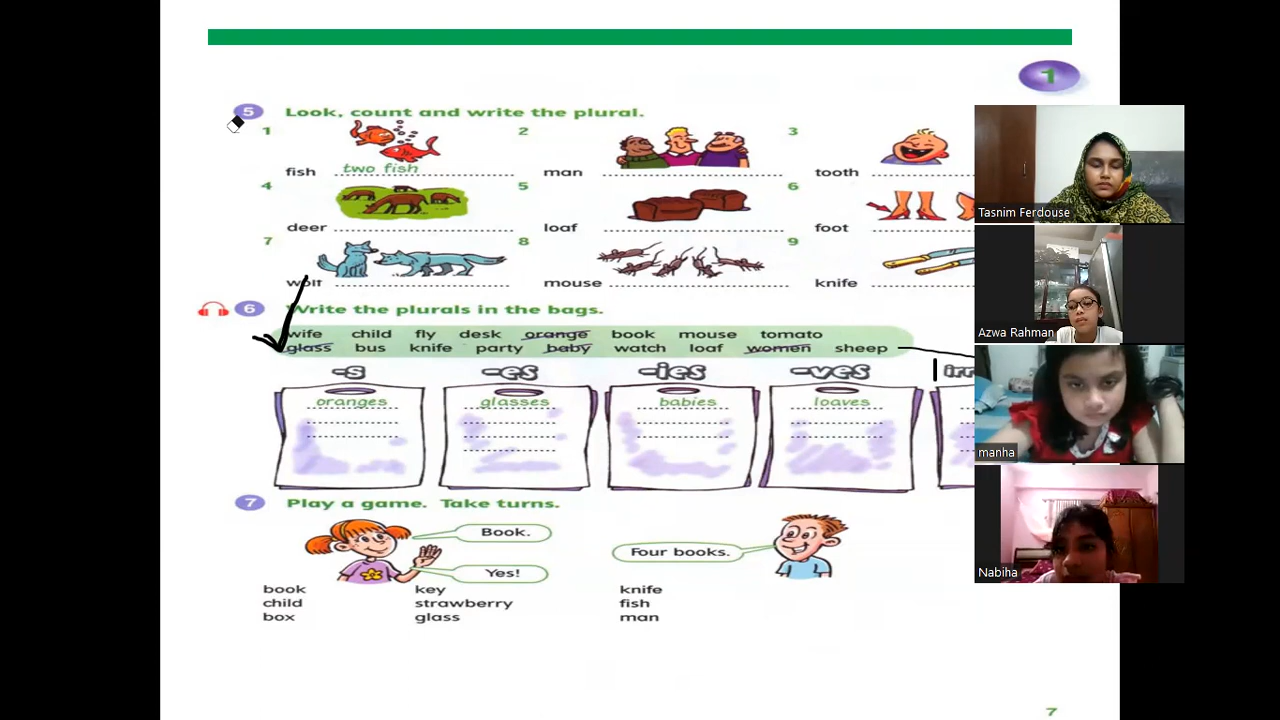 1
5 Look, count and write the plural.
1 2 3
fish two fish man tooth
4 5 6
deer loaf foot
7 8 9
wolf mouse knife
6 Write the plurals in the bags.
wife child fly desk orange book mouse tomato
glass bus knife party baby watch loaf women sheep
-s -es -ies -ves
oranges glasses babies loaves
7 Play a game. Take turns.
Book.
Four books.
Yes!
book key knife
child strawberry fish
box glass man
7
Tasnim Ferdouse
Azwa Rahman
manha
Nabiha